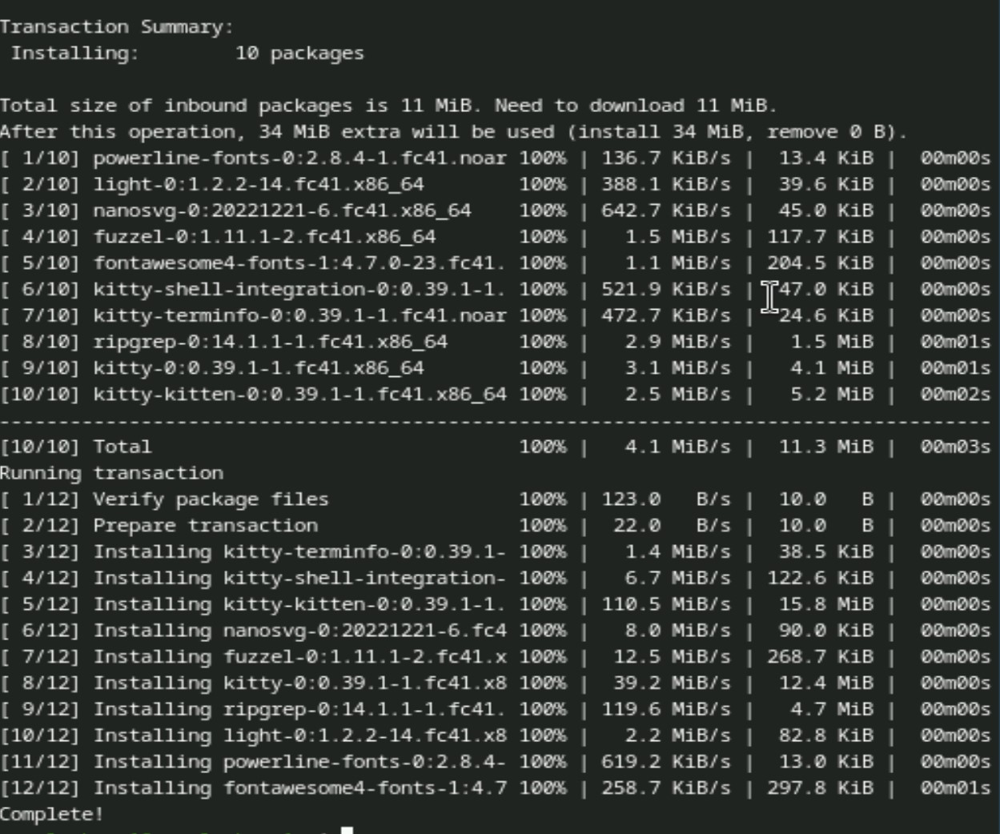 Transaction Summary:
 Installing:        10 packages

Total size of inbound packages is 11 MiB. Need to download 11 MiB.
After this operation, 34 MiB extra will be used (install 34 MiB, remove 0 B).
[ 1/10] powerline-fonts-0:2.8.4-1.fc41.noar 100% | 136.7 KiB/s |  13.4 KiB |  00m00s
[ 2/10] light-0:1.2.2-14.fc41.x86_64        100% | 388.1 KiB/s |  39.6 KiB |  00m00s
[ 3/10] nanosvg-0:20221221-6.fc41.x86_64    100% | 642.7 KiB/s |  45.0 KiB |  00m00s
[ 4/10] fuzzel-0:1.11.1-2.fc41.x86_64       100% |   1.5 MiB/s | 117.7 KiB |  00m00s
[ 5/10] fontawesome4-fonts-1:4.7.0-23.fc41. 100% |   1.1 MiB/s | 204.5 KiB |  00m00s
[ 6/10] kitty-shell-integration-0:0.39.1-1. 100% | 521.9 KiB/s |  47.0 KiB |  00m00s
[ 7/10] kitty-terminfo-0:0.39.1-1.fc41.noar 100% | 472.7 KiB/s |  24.6 KiB |  00m00s
[ 8/10] ripgrep-0:14.1.1-1.fc41.x86_64      100% |   2.9 MiB/s |   1.5 MiB |  00m01s
[ 9/10] kitty-0:0.39.1-1.fc41.x86_64        100% |   3.1 MiB/s |   4.1 MiB |  00m01s
[10/10] kitty-kitten-0:0.39.1-1.fc41.x86_64 100% |   2.5 MiB/s |   5.2 MiB |  00m02s
-------------------------------------------------------------------------------------
[10/10] Total                               100% |   4.1 MiB/s |  11.3 MiB |  00m03s
Running transaction
[ 1/12] Verify package files                100% | 123.0   B/s |  10.0   B |  00m00s
[ 2/12] Prepare transaction                 100% |  22.0   B/s |  10.0   B |  00m00s
[ 3/12] Installing kitty-terminfo-0:0.39.1- 100% |   1.4 MiB/s |  38.5 KiB |  00m00s
[ 4/12] Installing kitty-shell-integration- 100% |   6.7 MiB/s | 122.6 KiB |  00m00s
[ 5/12] Installing kitty-kitten-0:0.39.1-1. 100% | 110.5 MiB/s |  15.8 MiB |  00m00s
[ 6/12] Installing nanosvg-0:20221221-6.fc4 100% |   8.0 MiB/s |  90.0 KiB |  00m00s
[ 7/12] Installing fuzzel-0:1.11.1-2.fc41.x 100% |  12.5 MiB/s | 268.7 KiB |  00m00s
[ 8/12] Installing kitty-0:0.39.1-1.fc41.x8 100% |  39.2 MiB/s |  12.4 MiB |  00m00s
[ 9/12] Installing ripgrep-0:14.1.1-1.fc41. 100% | 119.6 MiB/s |   4.7 MiB |  00m00s
[10/12] Installing light-0:1.2.2-14.fc41.x8 100% |   2.2 MiB/s |  82.8 KiB |  00m00s
[11/12] Installing powerline-fonts-0:2.8.4- 100% | 619.2 KiB/s |  13.0 KiB |  00m00s
[12/12] Installing fontawesome4-fonts-1:4.7 100% | 258.7 KiB/s | 297.8 KiB |  00m01s
Complete!